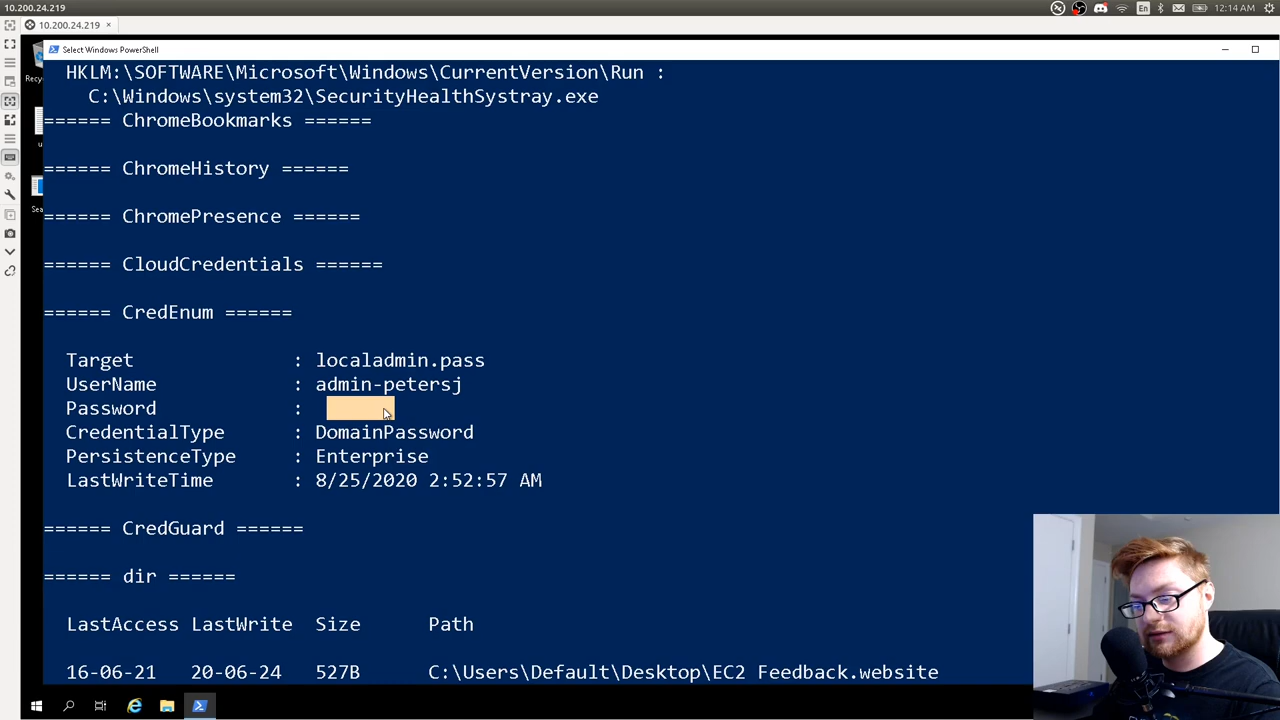 10.200.24.219
En
12:14 AM
10.200.24.219 ×
Select Windows PowerShell
HKLM:\SOFTWARE\Microsoft\Windows\CurrentVersion\Run :
C:\Windows\system32\SecurityHealthSystray.exe
====== ChromeBookmarks ======
====== ChromeHistory ======
====== ChromePresence ======
====== CloudCredentials ======
====== CredEnum ======
Target : localadmin.pass
UserName : admin-petersj
Password :
CredentialType : DomainPassword
PersistenceType : Enterprise
LastWriteTime : 8/25/2020 2:52:57 AM
====== CredGuard ======
====== dir ======
LastAccess LastWrite Size Path
16-06-21 20-06-24 527B C:\Users\Default\Desktop\EC2 Feedback.website